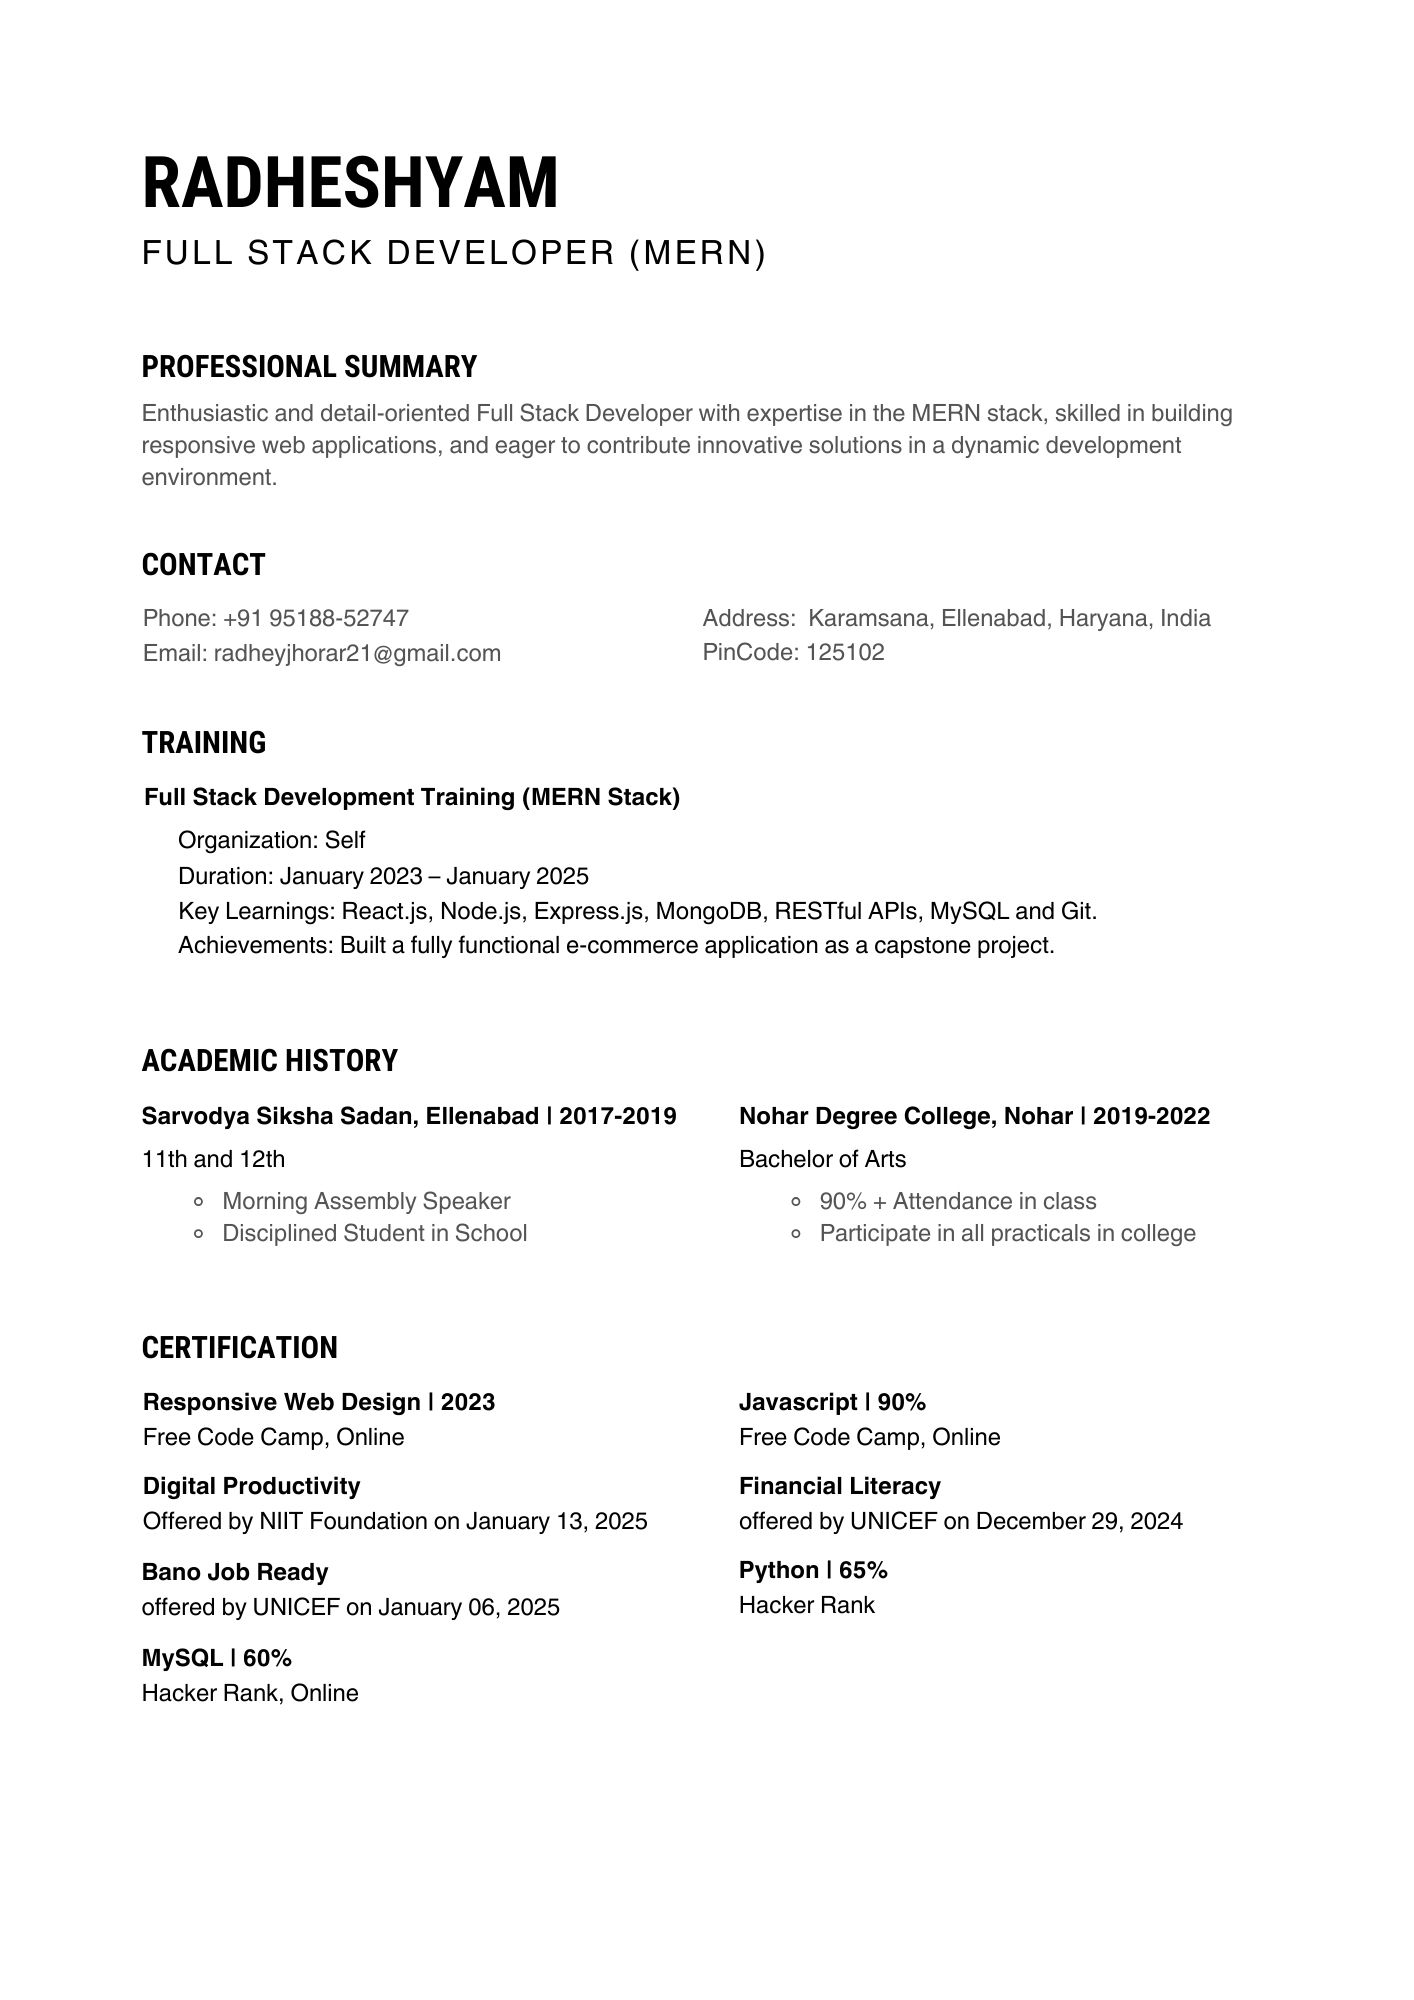 RADHESHYAM
FULL STACK DEVELOPER (MERN)
PROFESSIONAL SUMMARY
Enthusiastic and detail-oriented Full Stack Developer with expertise in the MERN stack, skilled in building
responsive web applications, and eager to contribute innovative solutions in a dynamic development
environment.
CONTACT
Phone: +91 95188-52747
Email: radheyjhorar21@gmail.com
Address: Karamsana, Ellenabad, Haryana, India
PinCode: 125102
TRAINING
Full Stack Development Training (MERN Stack)
Organization: Self
Duration: January 2023 – January 2025
Key Learnings: React.js, Node.js, Express.js, MongoDB, RESTful APIs, MySQL and Git.
Achievements: Built a fully functional e-commerce application as a capstone project.
ACADEMIC HISTORY
Sarvodya Siksha Sadan, Ellenabad | 2017-2019
11th and 12th
◦ Morning Assembly Speaker
◦ Disciplined Student in School
Nohar Degree College, Nohar | 2019-2022
Bachelor of Arts
◦ 90% + Attendance in class
◦ Participate in all practicals in college
CERTIFICATION
Responsive Web Design | 2023
Free Code Camp, Online
Digital Productivity
Offered by NIIT Foundation on January 13, 2025
Bano Job Ready
offered by UNICEF on January 06, 2025
MySQL | 60%
Hacker Rank, Online
Javascript | 90%
Free Code Camp, Online
Financial Literacy
offered by UNICEF on December 29, 2024
Python | 65%
Hacker Rank